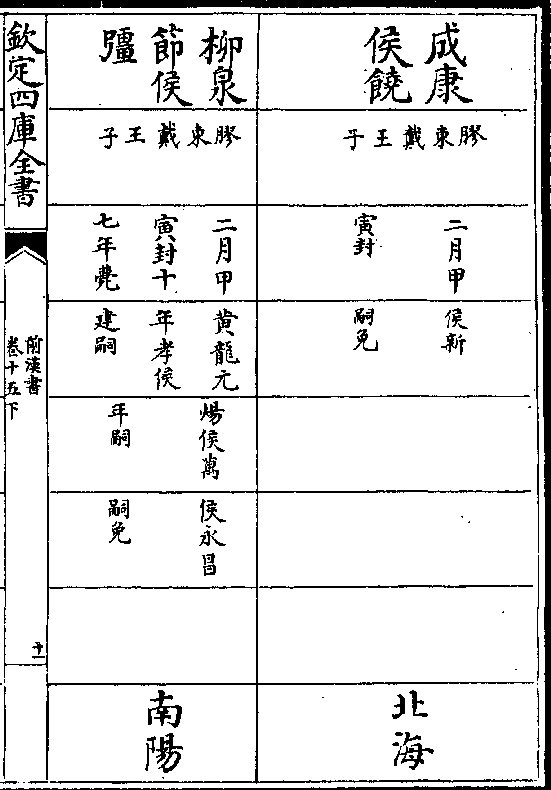 成康
侯饒
膠東戴王子
二月甲
寅封
侯新
嗣免
北海
柳泉
節侯
彊
膠東戴王子
二月甲
寅封十
七年薨
黃龍元
年孝侯
建嗣
煬侯萬
年嗣
侯永昌
嗣免
南陽
欽定四庫全書
前漢書
卷十五下
十一